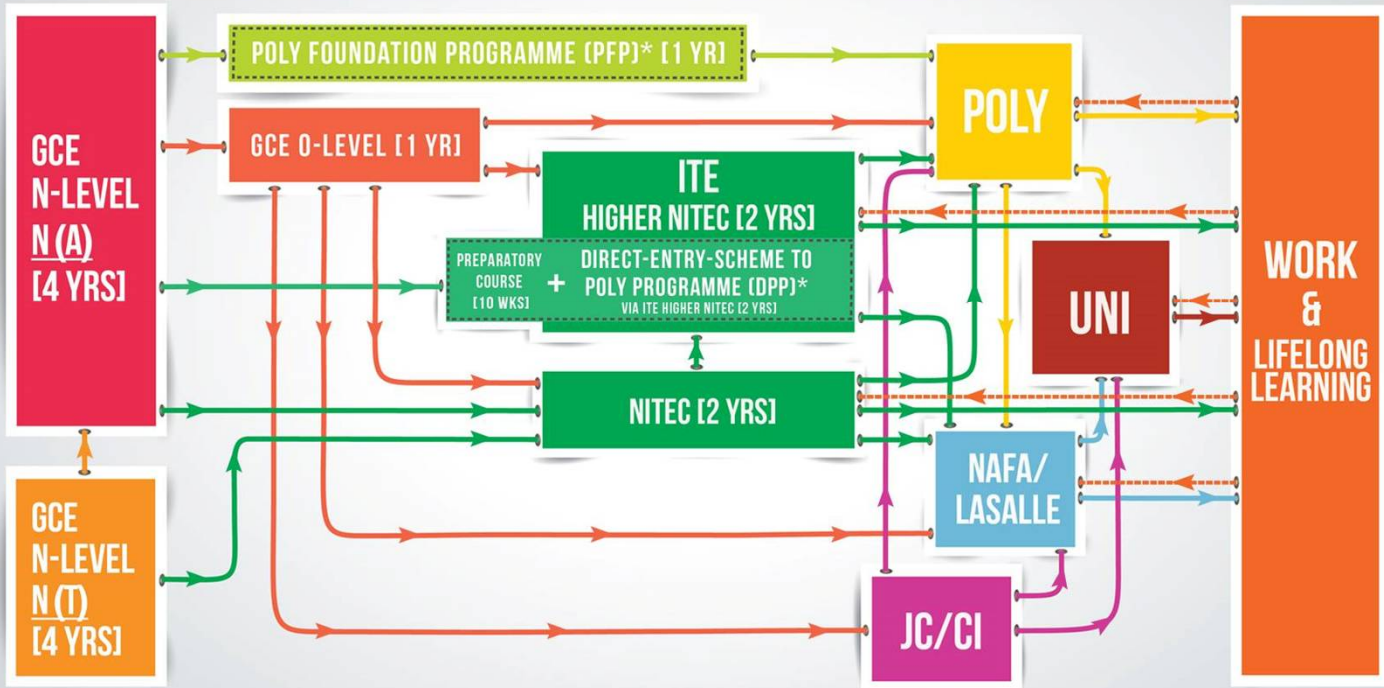 GCE
N-LEVEL
N(A)
[4 YRS]
POLY FOUNDATION PROGRAMME (PFP)* [1 YR]
GCE O-LEVEL [1 YR]
ITE
HIGHER NITEC [2 YRS]
PREPARATORY
COURSE
[10 WKS]
+
DIRECT-ENTRY-SCHEME TO
POLY PROGRAMME (DPP)*
VIA ITE HIGHER NITEC [2 YRS]
NITEC [2 YRS]
GCE
N-LEVEL
N(T)
[4 YRS]
POLY
UNI
NAFA/
LASALLE
JC/CI
WORK
&
LIFELONG
LEARNING